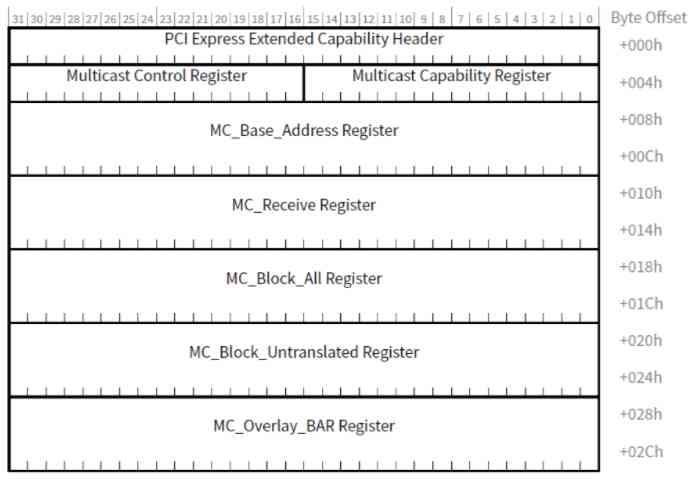 31 30 29 28 27 26 25 24 23 22 21 20 19 18 17 16 15 14 13 12 11 10 9 8 7 6 5 4 3 2 1 0 Byte Offset
PCI Express Extended Capability Header +000h
Multicast Control Register Multicast Capability Register +004h
+008h
MC_Base_Address Register
+00Ch
+010h
MC_Receive Register
+014h
+018h
MC_Block_All Register
+01Ch
+020h
MC_Block_Untranslated Register
+024h
+028h
MC_Overlay_BAR Register
+02Ch